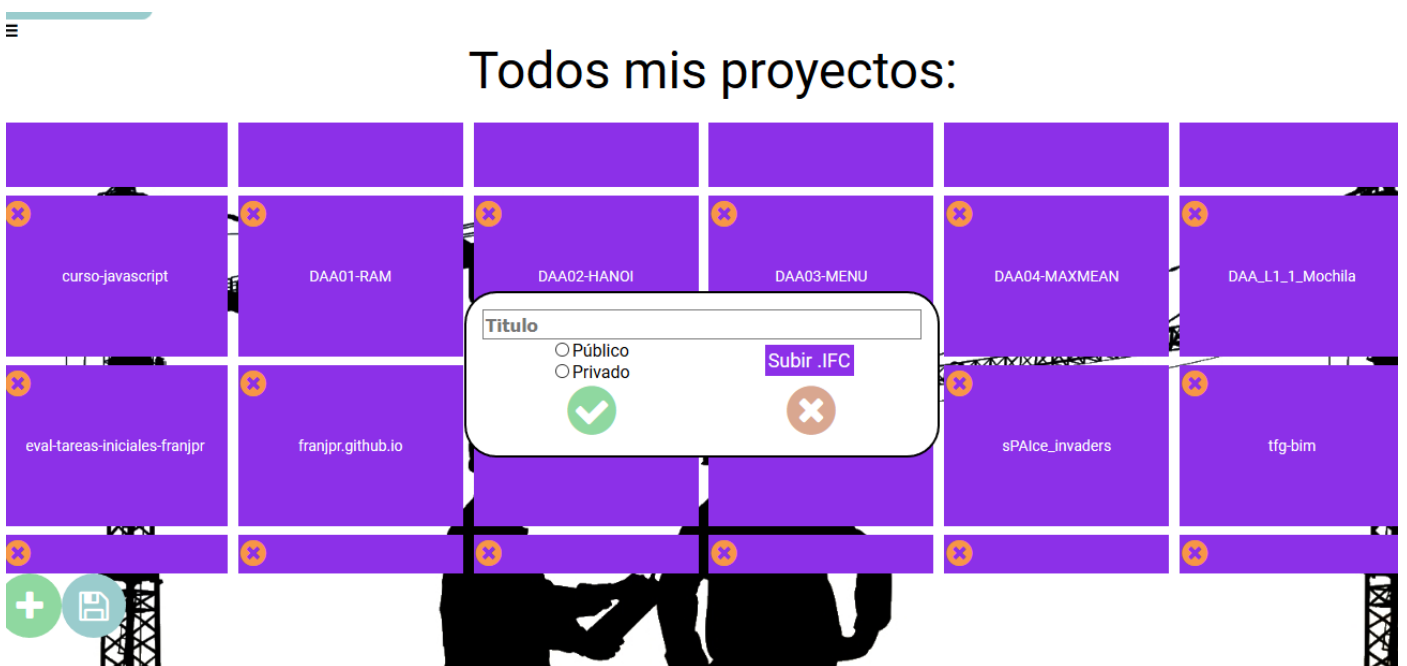 Todos mis proyectos:
curso-javascript
DAA01-RAM
DAA02-HANOI
DAA03-MENU
DAA04-MAXMEAN
DAA_L1_1_Mochila
Titulo
Público
Privado
Subir .IFC
eval-tareas-iniciales-franjpr
franjpr.github.io
sPAIce_invaders
tfg-bim